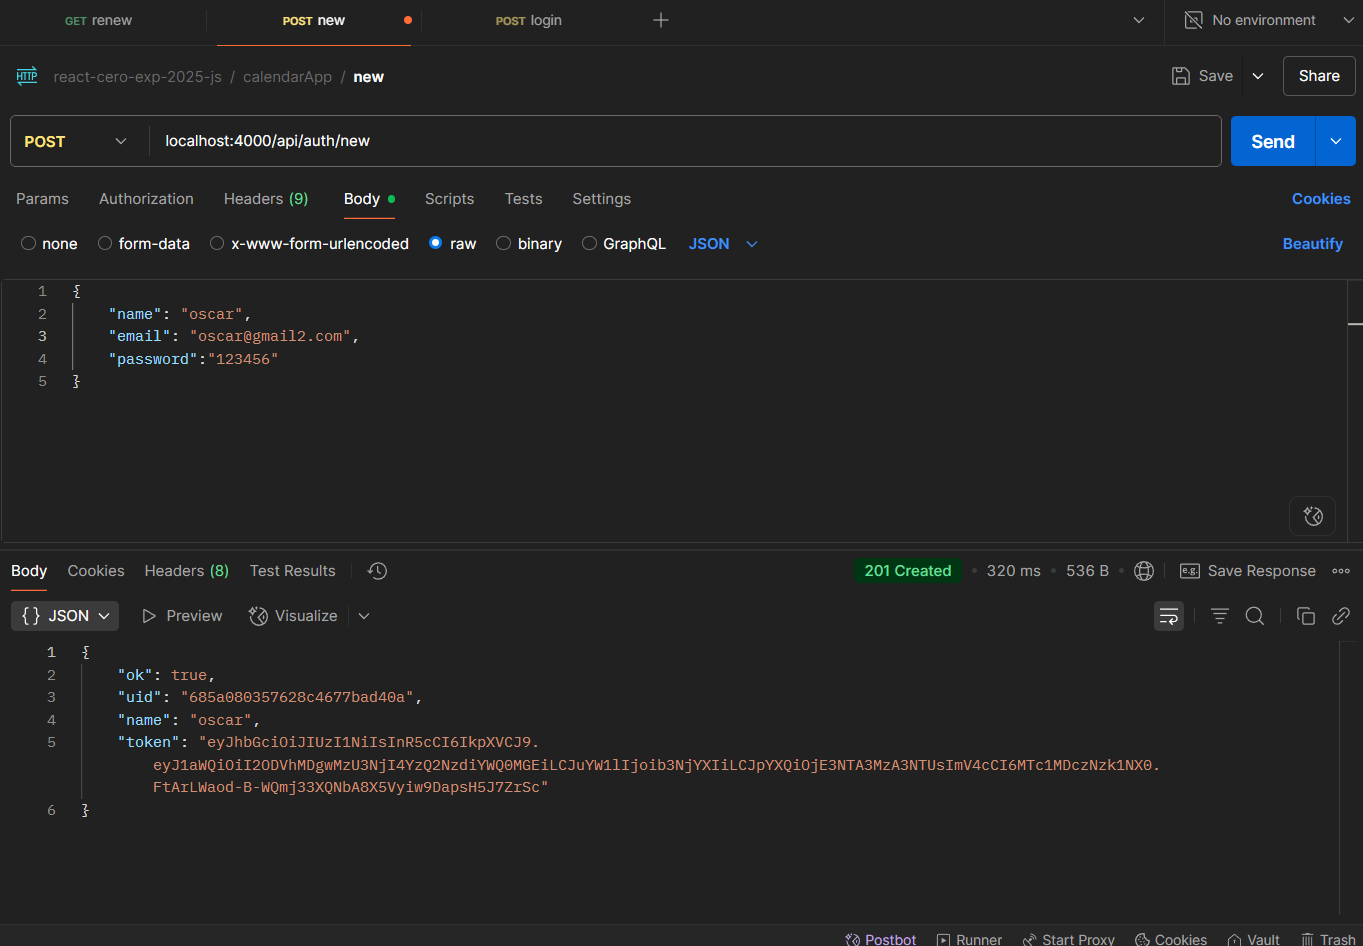 GET renew
POST new
POST login
No environment
HTTP react-cero-exp-2025-js / calendarApp / new
Save
Share
POST
localhost:4000/api/auth/new
Send
Params Authorization Headers (9) Body Scripts Tests Settings
Cookies
none form-data x-www-form-urlencoded raw binary GraphQL JSON
Beautify
1 {
2 "name": "oscar",
3 "email": "oscar@gmail2.com",
4 "password":"123456"
5 }
Body Cookies Headers (8) Test Results
201 Created • 320 ms • 536 B •
e.g. Save Response
{} JSON Preview Visualize
1 {
2 "ok": true,
3 "uid": "685a080357628c4677bad40a",
4 "name": "oscar",
5 "token": "eyJhbGciOiJIUzI1NiIsInR5cCI6IkpXVCJ9.
eyJ1aWQiOiI2ODVhMDgwMzU3NjI4YzQ2NzdiYWQ0MGEiLCJuYW1lIjoib3NjYXIiLCJpYXQiOjE3NTA3MzA3NTUsImV4cCI6MTc1MDczNzk1NX0.
FtArLWaod-B-WQmj33XQNbA8X5Vyiw9DapsH5J7ZrSc"
6 }
Postbot Runner Start Proxy Cookies Vault Trash